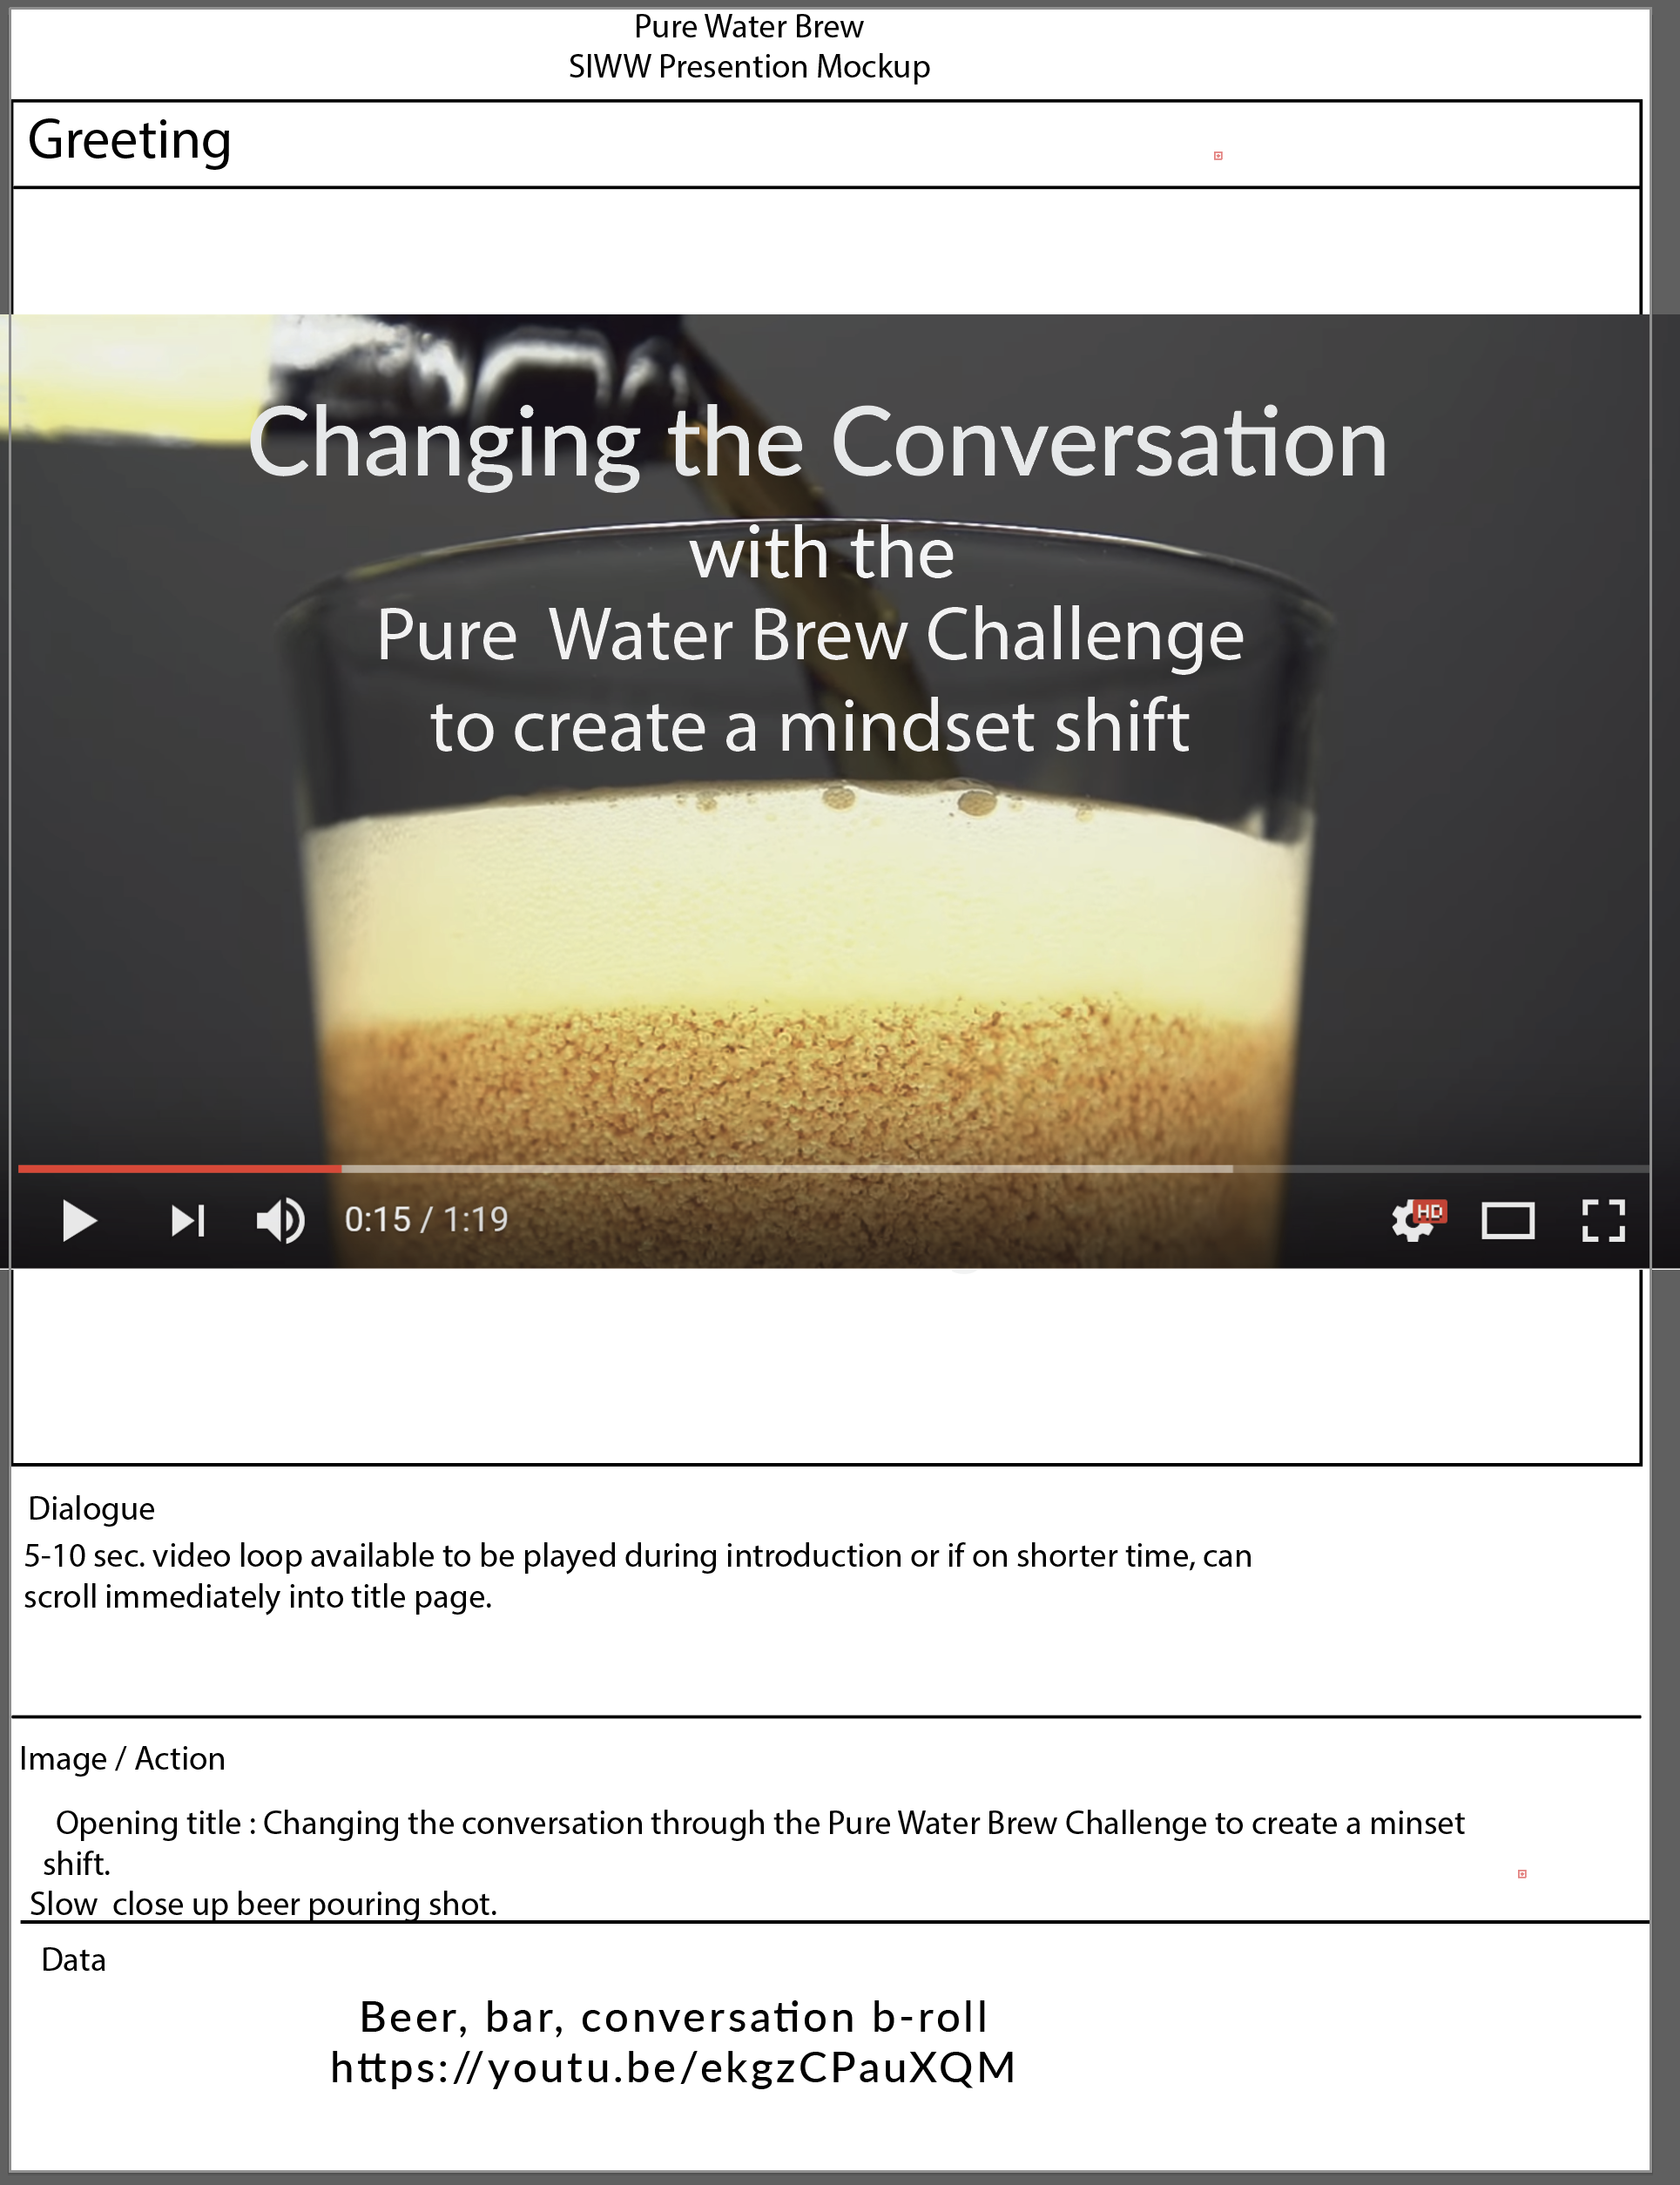 Pure Water Brew
SIWW Presention Mockup
Greeting
Changing the Conversation
with the
Pure Water Brew Challenge
to create a mindset shift
0:15 / 1:19
HD
Dialogue
5-10 sec. video loop available to be played during introduction or if on shorter time, can
scroll immediately into title page.
Image / Action
Opening title : Changing the conversation through the Pure Water Brew Challenge to create a minset
shift.
Slow close up beer pouring shot.
Data
Beer, bar, conversation b-roll
https://youtu.be/ekgzCPauXQM